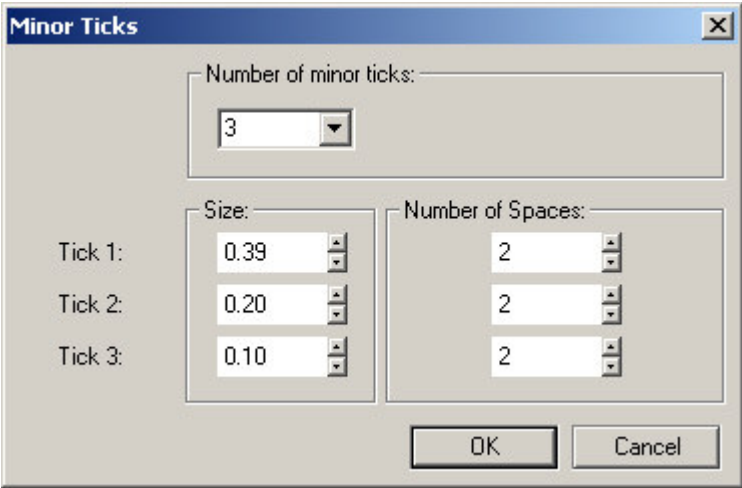 Minor Ticks
Number of minor ticks:
3
Size: Number of Spaces:
Tick 1: 0.39 2
Tick 2: 0.20 2
Tick 3: 0.10 2
OK Cancel